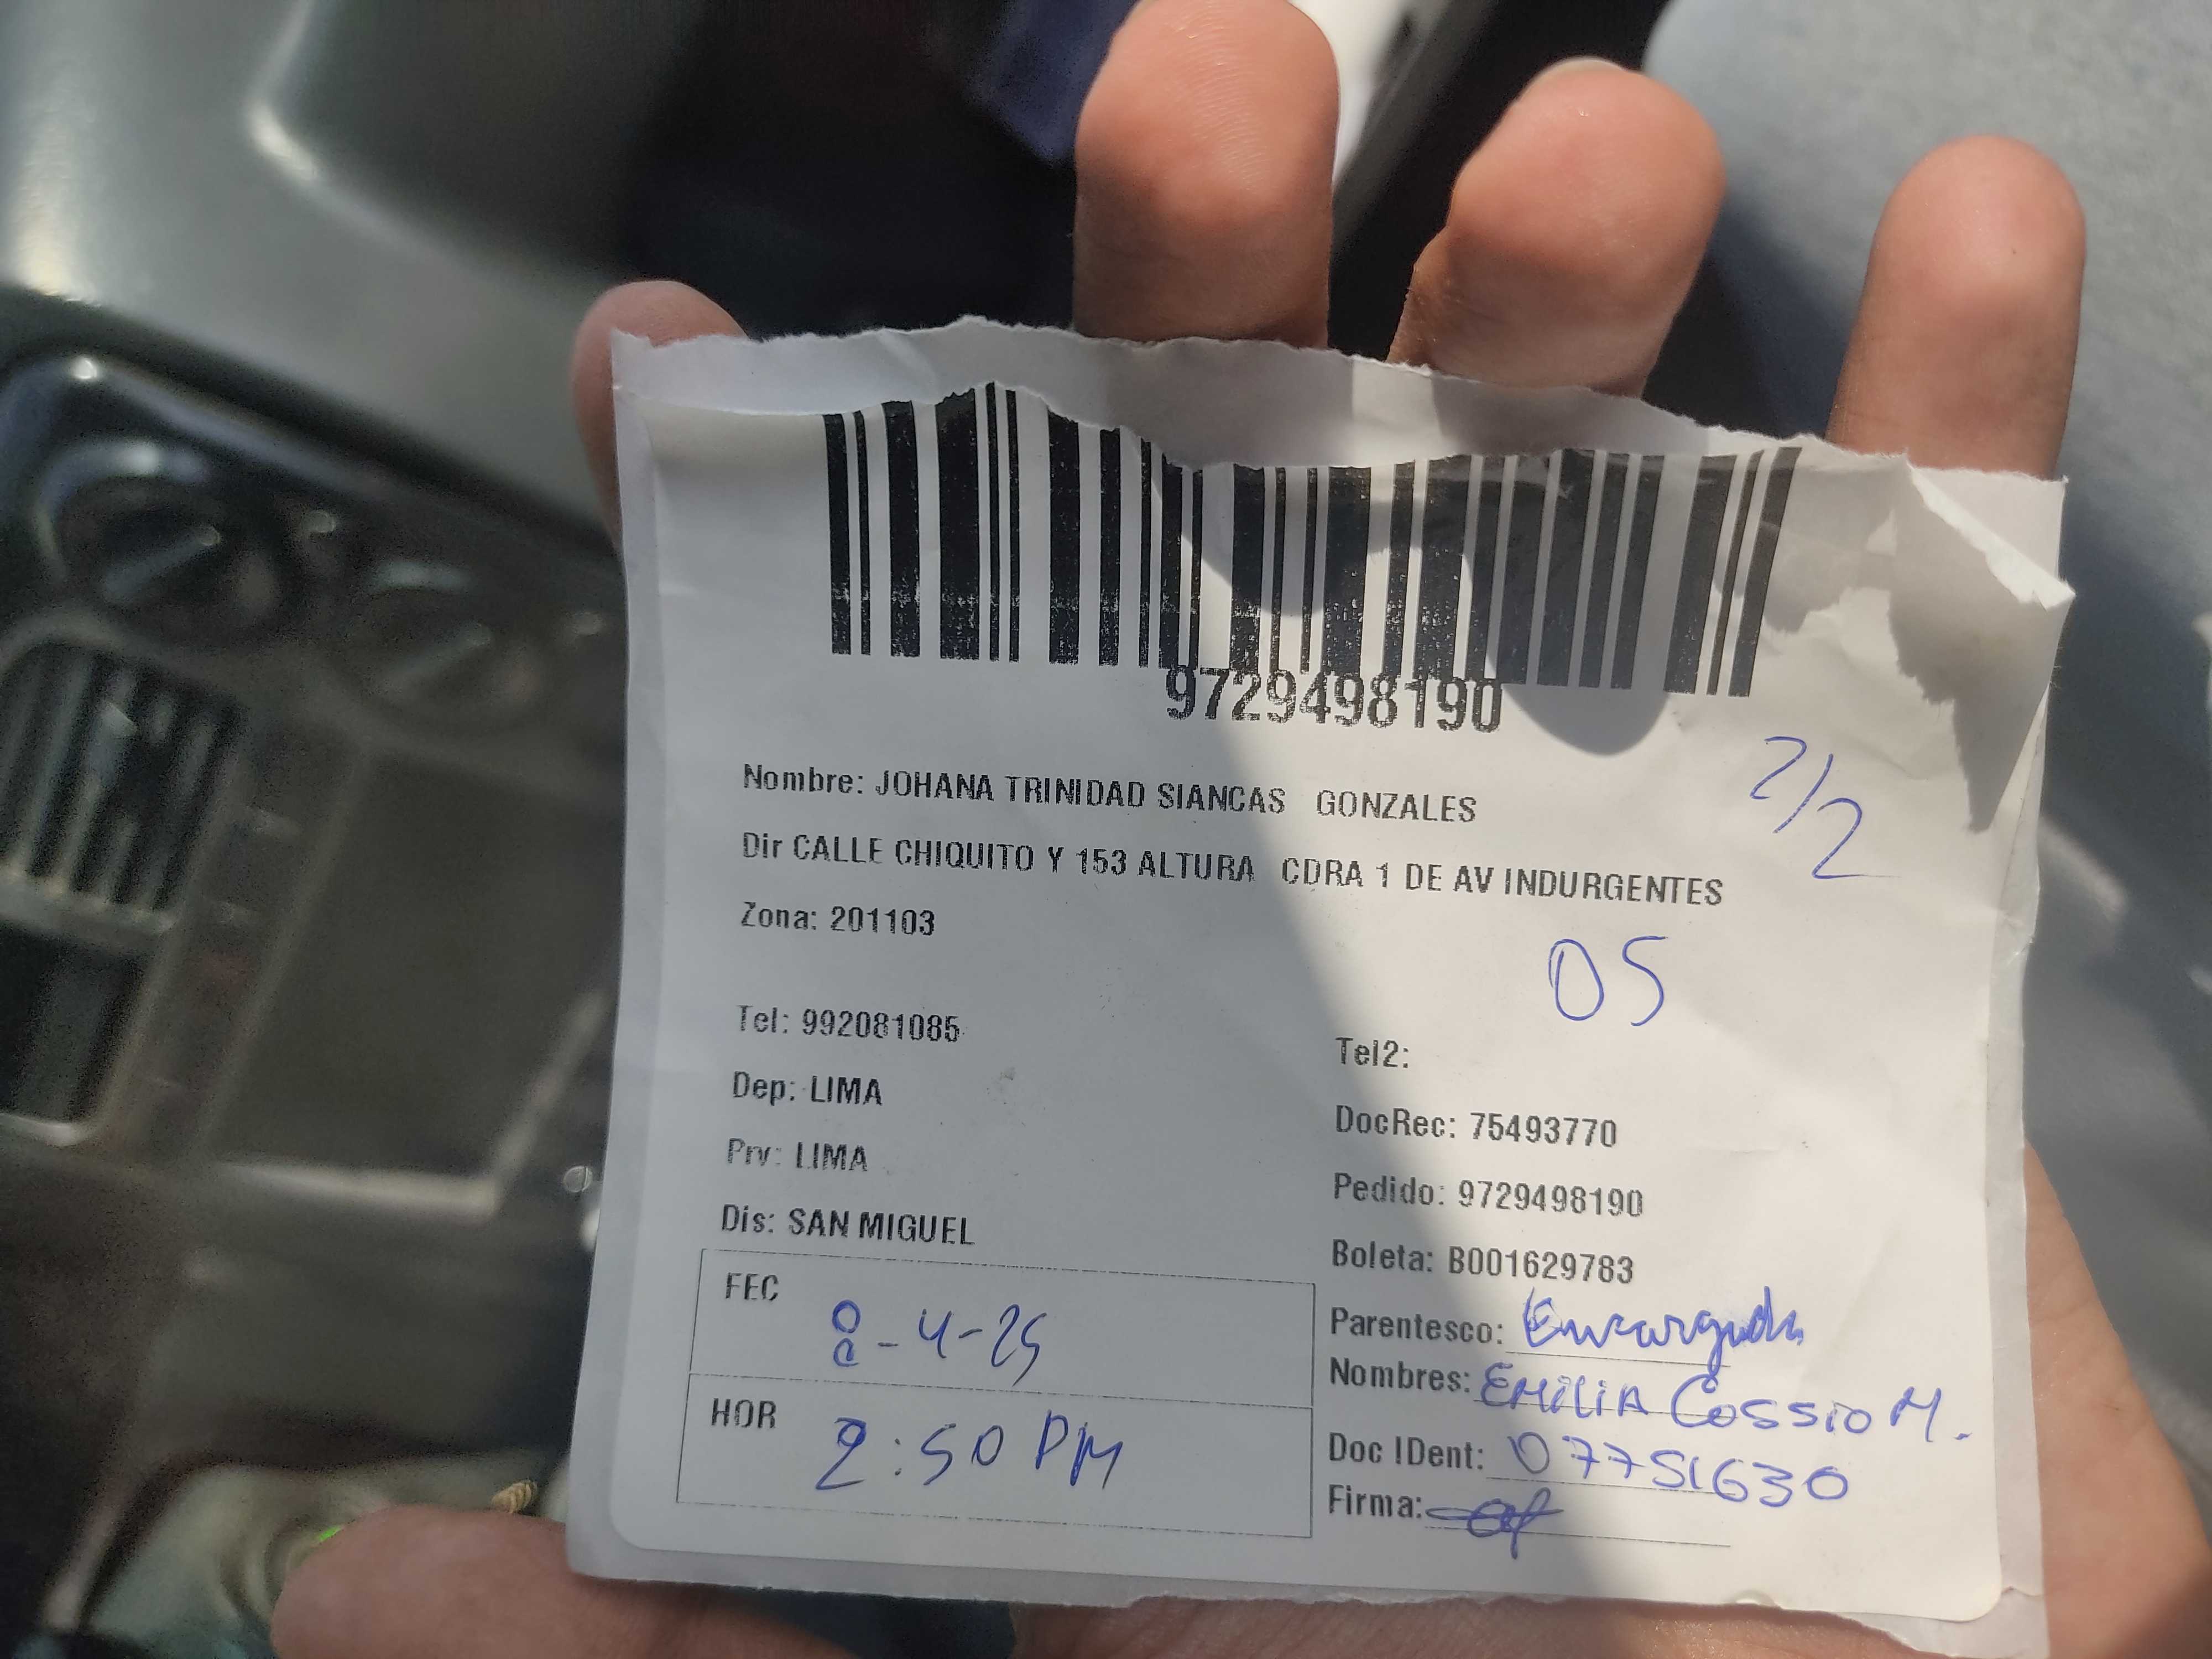 9729498190
Nombre: JOHANA TRINIDAD SIANCAS GONZALES
2/2
Dir CALLE CHIQUITO Y 153 ALTURA CDRA 1 DE AV INDURGENTES
Zona: 201103
05
Tel: 992081085
Tel2:
Dep: LIMA
DocRec: 75493770
Prv: LIMA
Pedido: 9729498190
Dis: SAN MIGUEL
Boleta: B001629783
FEC 8-4-25
Parentesco: Encargada
Nombres: EMILIA COSSIO M.
HOR 2:50 PM
Doc IDent: 07751630
Firma: